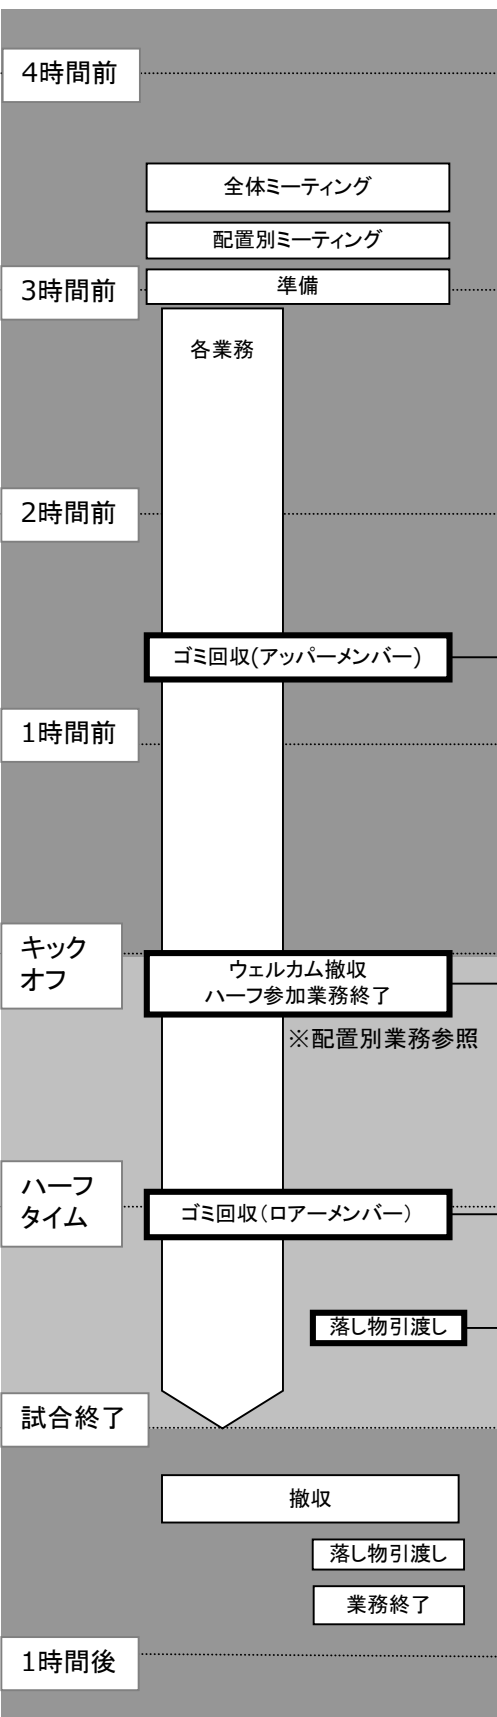 4時間前
全体ミーティング
配置別ミーティング
3時間前
準備
各業務
2時間前
ゴミ回収(アッパーメンバー)
1時間前
キック
オフ
ウェルカム撤収
ハーフ参加業務終了
※配置別業務参照
ハーフ
タイム
ゴミ回収(ロアーメンバー)
落し物引渡し
試合終了
撤収
落し物引渡し
業務終了
1時間後